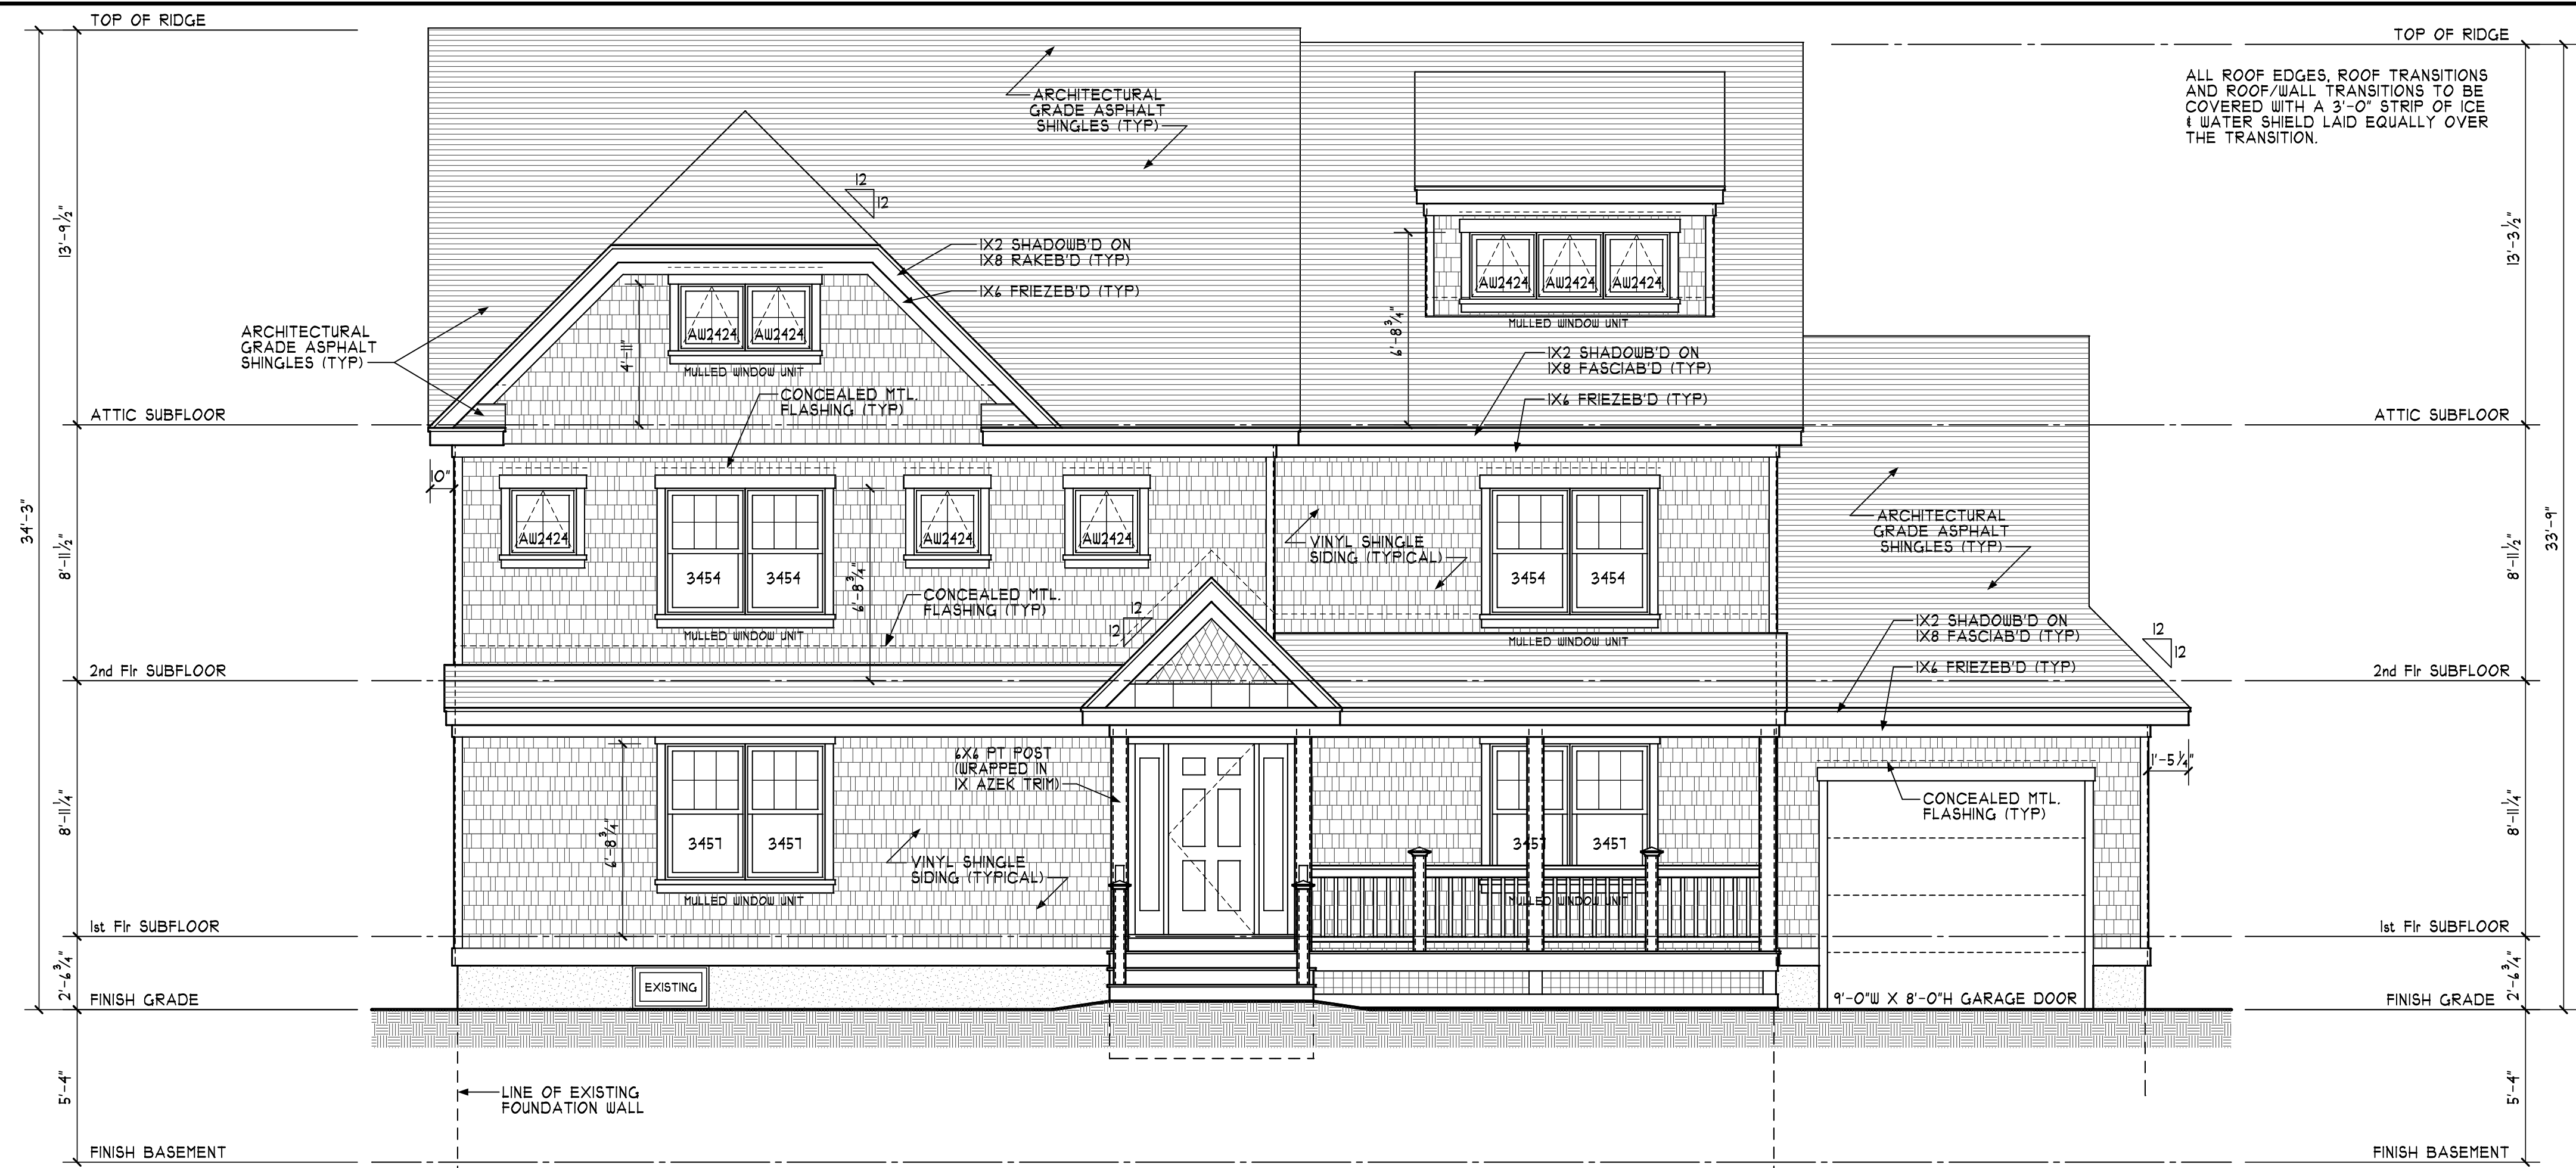 TOP OF RIDGE
TOP OF RIDGE
ALL ROOF EDGES, ROOF TRANSITIONS
AND ROOF/WALL TRANSITIONS TO BE
COVERED WITH A 3'-0" STRIP OF ICE
& WATER SHIELD LAID EQUALLY OVER
THE TRANSITION.
ARCHITECTURAL
GRADE ASPHALT
SHINGLES (TYP)
12
12
13'-9 1/2"
13'-3 1/2"
1X2 SHADOWB'D ON
1X8 RAKEB'D (TYP)
1X6 FRIEZEB'D (TYP)
AW2424
AW2424
AW2424
MULLED WINDOW UNIT
6'-8 3/4"
ARCHITECTURAL
GRADE ASPHALT
SHINGLES (TYP)
AW2424
AW2424
4'-11"
MULLED WINDOW UNIT
1X2 SHADOWB'D ON
1X8 FASCIAB'D (TYP)
1X6 FRIEZEB'D (TYP)
CONCEALED MTL.
FLASHING (TYP)
ATTIC SUBFLOOR
ATTIC SUBFLOOR
10"
34'-3"
33'-9"
8'-11 1/2"
8'-11 1/2"
AW2424
AW2424
AW2424
3454
3454
MULLED WINDOW UNIT
6'-8 3/4"
VINYL SHINGLE
SIDING (TYPICAL)
3454
3454
MULLED WINDOW UNIT
ARCHITECTURAL
GRADE ASPHALT
SHINGLES (TYP)
CONCEALED MTL.
FLASHING (TYP)
12
12
1X2 SHADOWB'D ON
1X8 FASCIAB'D (TYP)
1X6 FRIEZEB'D (TYP)
12
12
2nd Flr SUBFLOOR
2nd Flr SUBFLOOR
8'-11 1/4"
8'-11 1/4"
6'-8 3/4"
3457
3457
MULLED WINDOW UNIT
6X6 PT POST
(WRAPPED IN
1X AZEK TRIM)
VINYL SHINGLE
SIDING (TYPICAL)
3457
3457
MULLED WINDOW UNIT
1'-5 1/4"
CONCEALED MTL.
FLASHING (TYP)
1st Flr SUBFLOOR
1st Flr SUBFLOOR
2'-6 3/4"
2'-6 3/4"
EXISTING
9'-0"W X 8'-0"H GARAGE DOOR
FINISH GRADE
FINISH GRADE
5'-4"
5'-4"
LINE OF EXISTING
FOUNDATION WALL
FINISH BASEMENT
FINISH BASEMENT